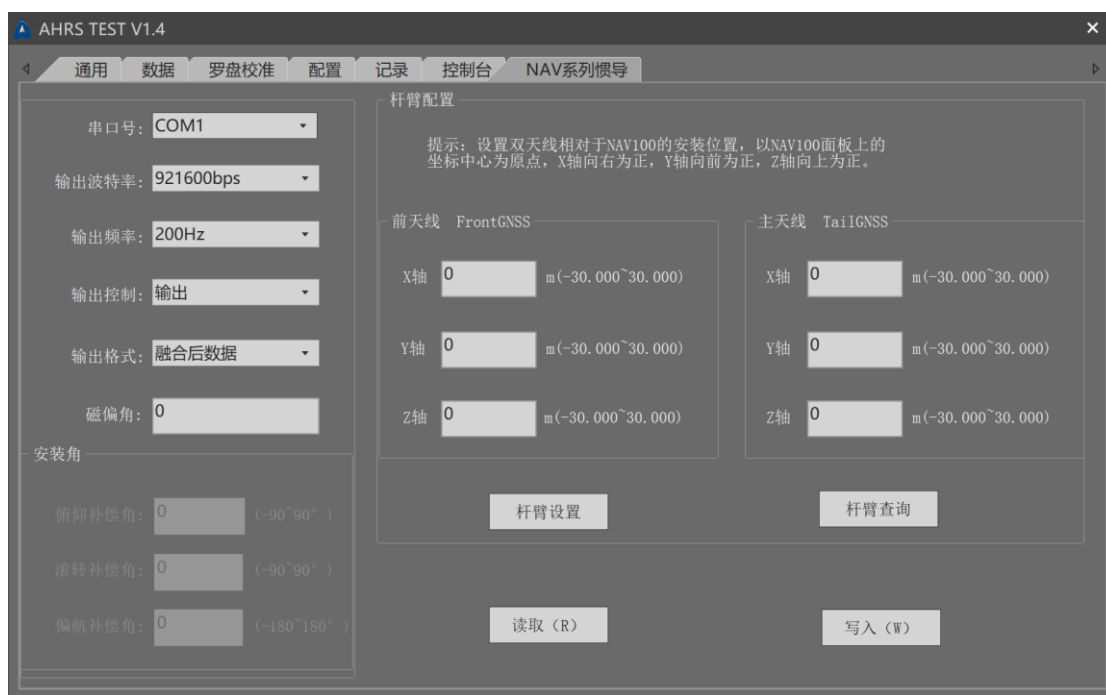 AHRS TEST V1.4
通用 数据 罗盘校准 配置 记录 控制台 NAV系列惯导
串口号: COM1
输出波特率: 921600bps
输出频率: 200Hz
输出控制: 输出
输出格式: 融合后数据
磁偏角: 0
安装角
俯仰补偿角: 0 (-90~90° )
滚转补偿角: 0 (-90~90° )
偏航补偿角: 0 (-180~180° )
杆臂配置
提示: 设置双天线相对于NAV100的安装位置, 以NAV100面板上的
坐标中心为原点, X轴向右为正, Y轴向前为正, Z轴向上为正。
前天线 FrontGNSS
X轴 0 m(-30.000~30.000)
Y轴 0 m(-30.000~30.000)
Z轴 0 m(-30.000~30.000)
主天线 TailGNSS
X轴 0 m(-30.000~30.000)
Y轴 0 m(-30.000~30.000)
Z轴 0 m(-30.000~30.000)
杆臂设置 杆臂查询
读取（R） 写入（W）